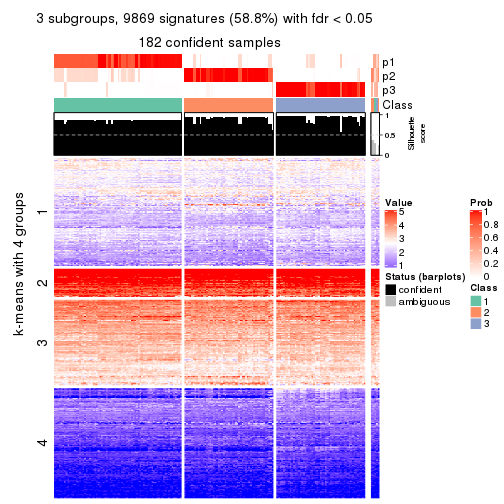 3 subgroups, 9869 signatures (58.8%) with fdr < 0.05
182 confident samples
p1
p2
p3
Class
1
0.5
0
Silhouette
score
k-means with 4 groups
1
2
3
4
Value
5
4
3
2
1
Status (barplots)
confident
ambiguous
Prob
1
0.8
0.6
0.4
0.2
0
Class
1
2
3